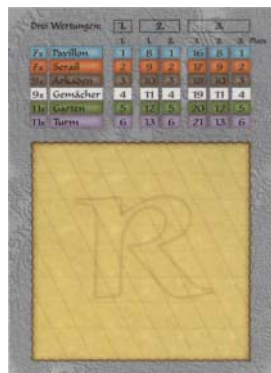 Drei Wertungen: 1. 2. 3.
1. 1. 2. 1. 2. 3. Platz
7x Pavillon 1 8 1 16 8 1
7x Serail 2 9 2 17 9 2
9x Arkaden 3 10 3 18 10 3
9x Gemächer 4 11 4 19 11 4
11x Garten 5 12 5 20 12 5
11x Turm 6 13 6 21 13 6
R